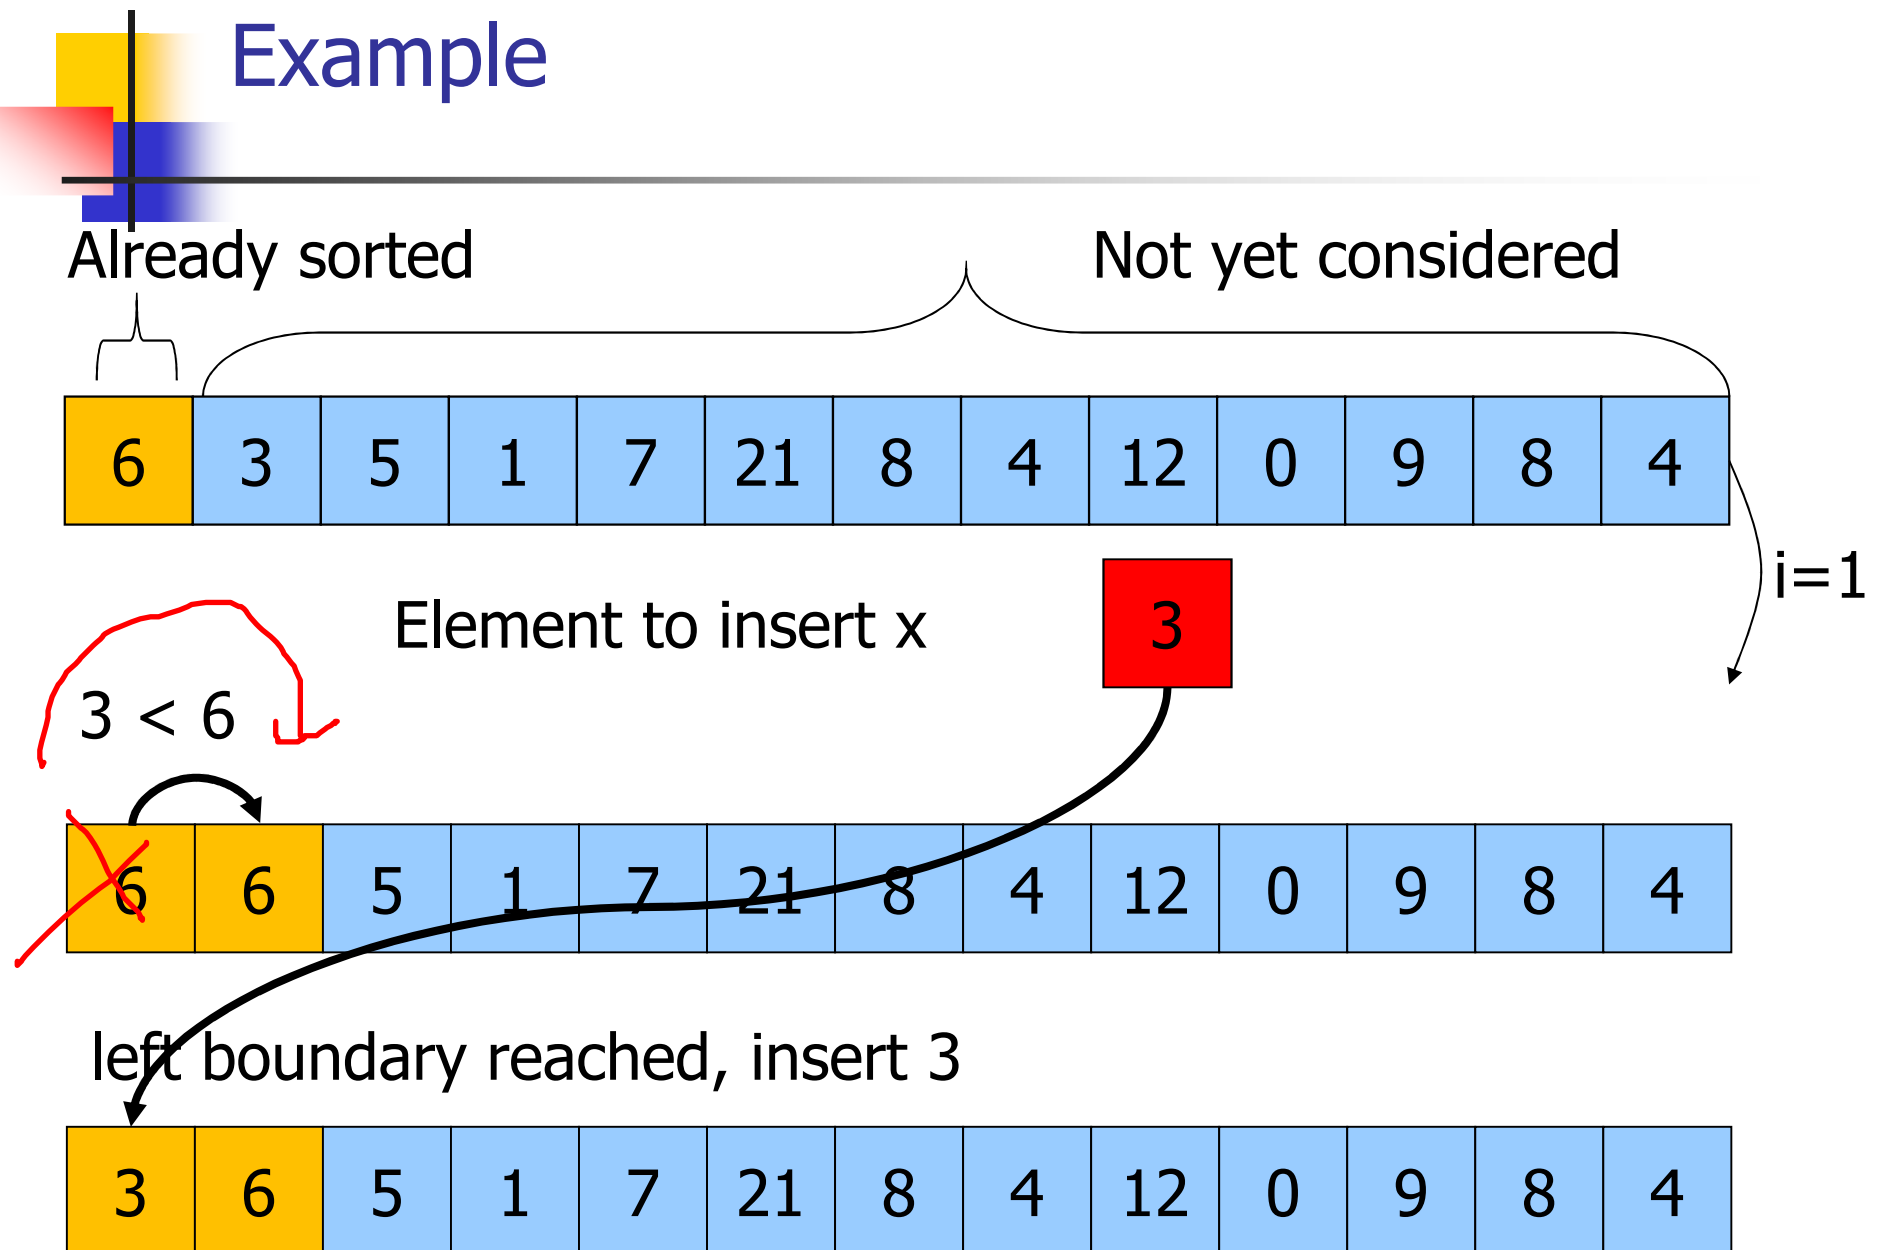 Example
Already sorted Not yet considered
6 3 5 1 7 21 8 4 12 0 9 8 4
i=1
Element to insert x 3
3 < 6
6 6 5 1 7 21 8 4 12 0 9 8 4
left boundary reached, insert 3
3 6 5 1 7 21 8 4 12 0 9 8 4